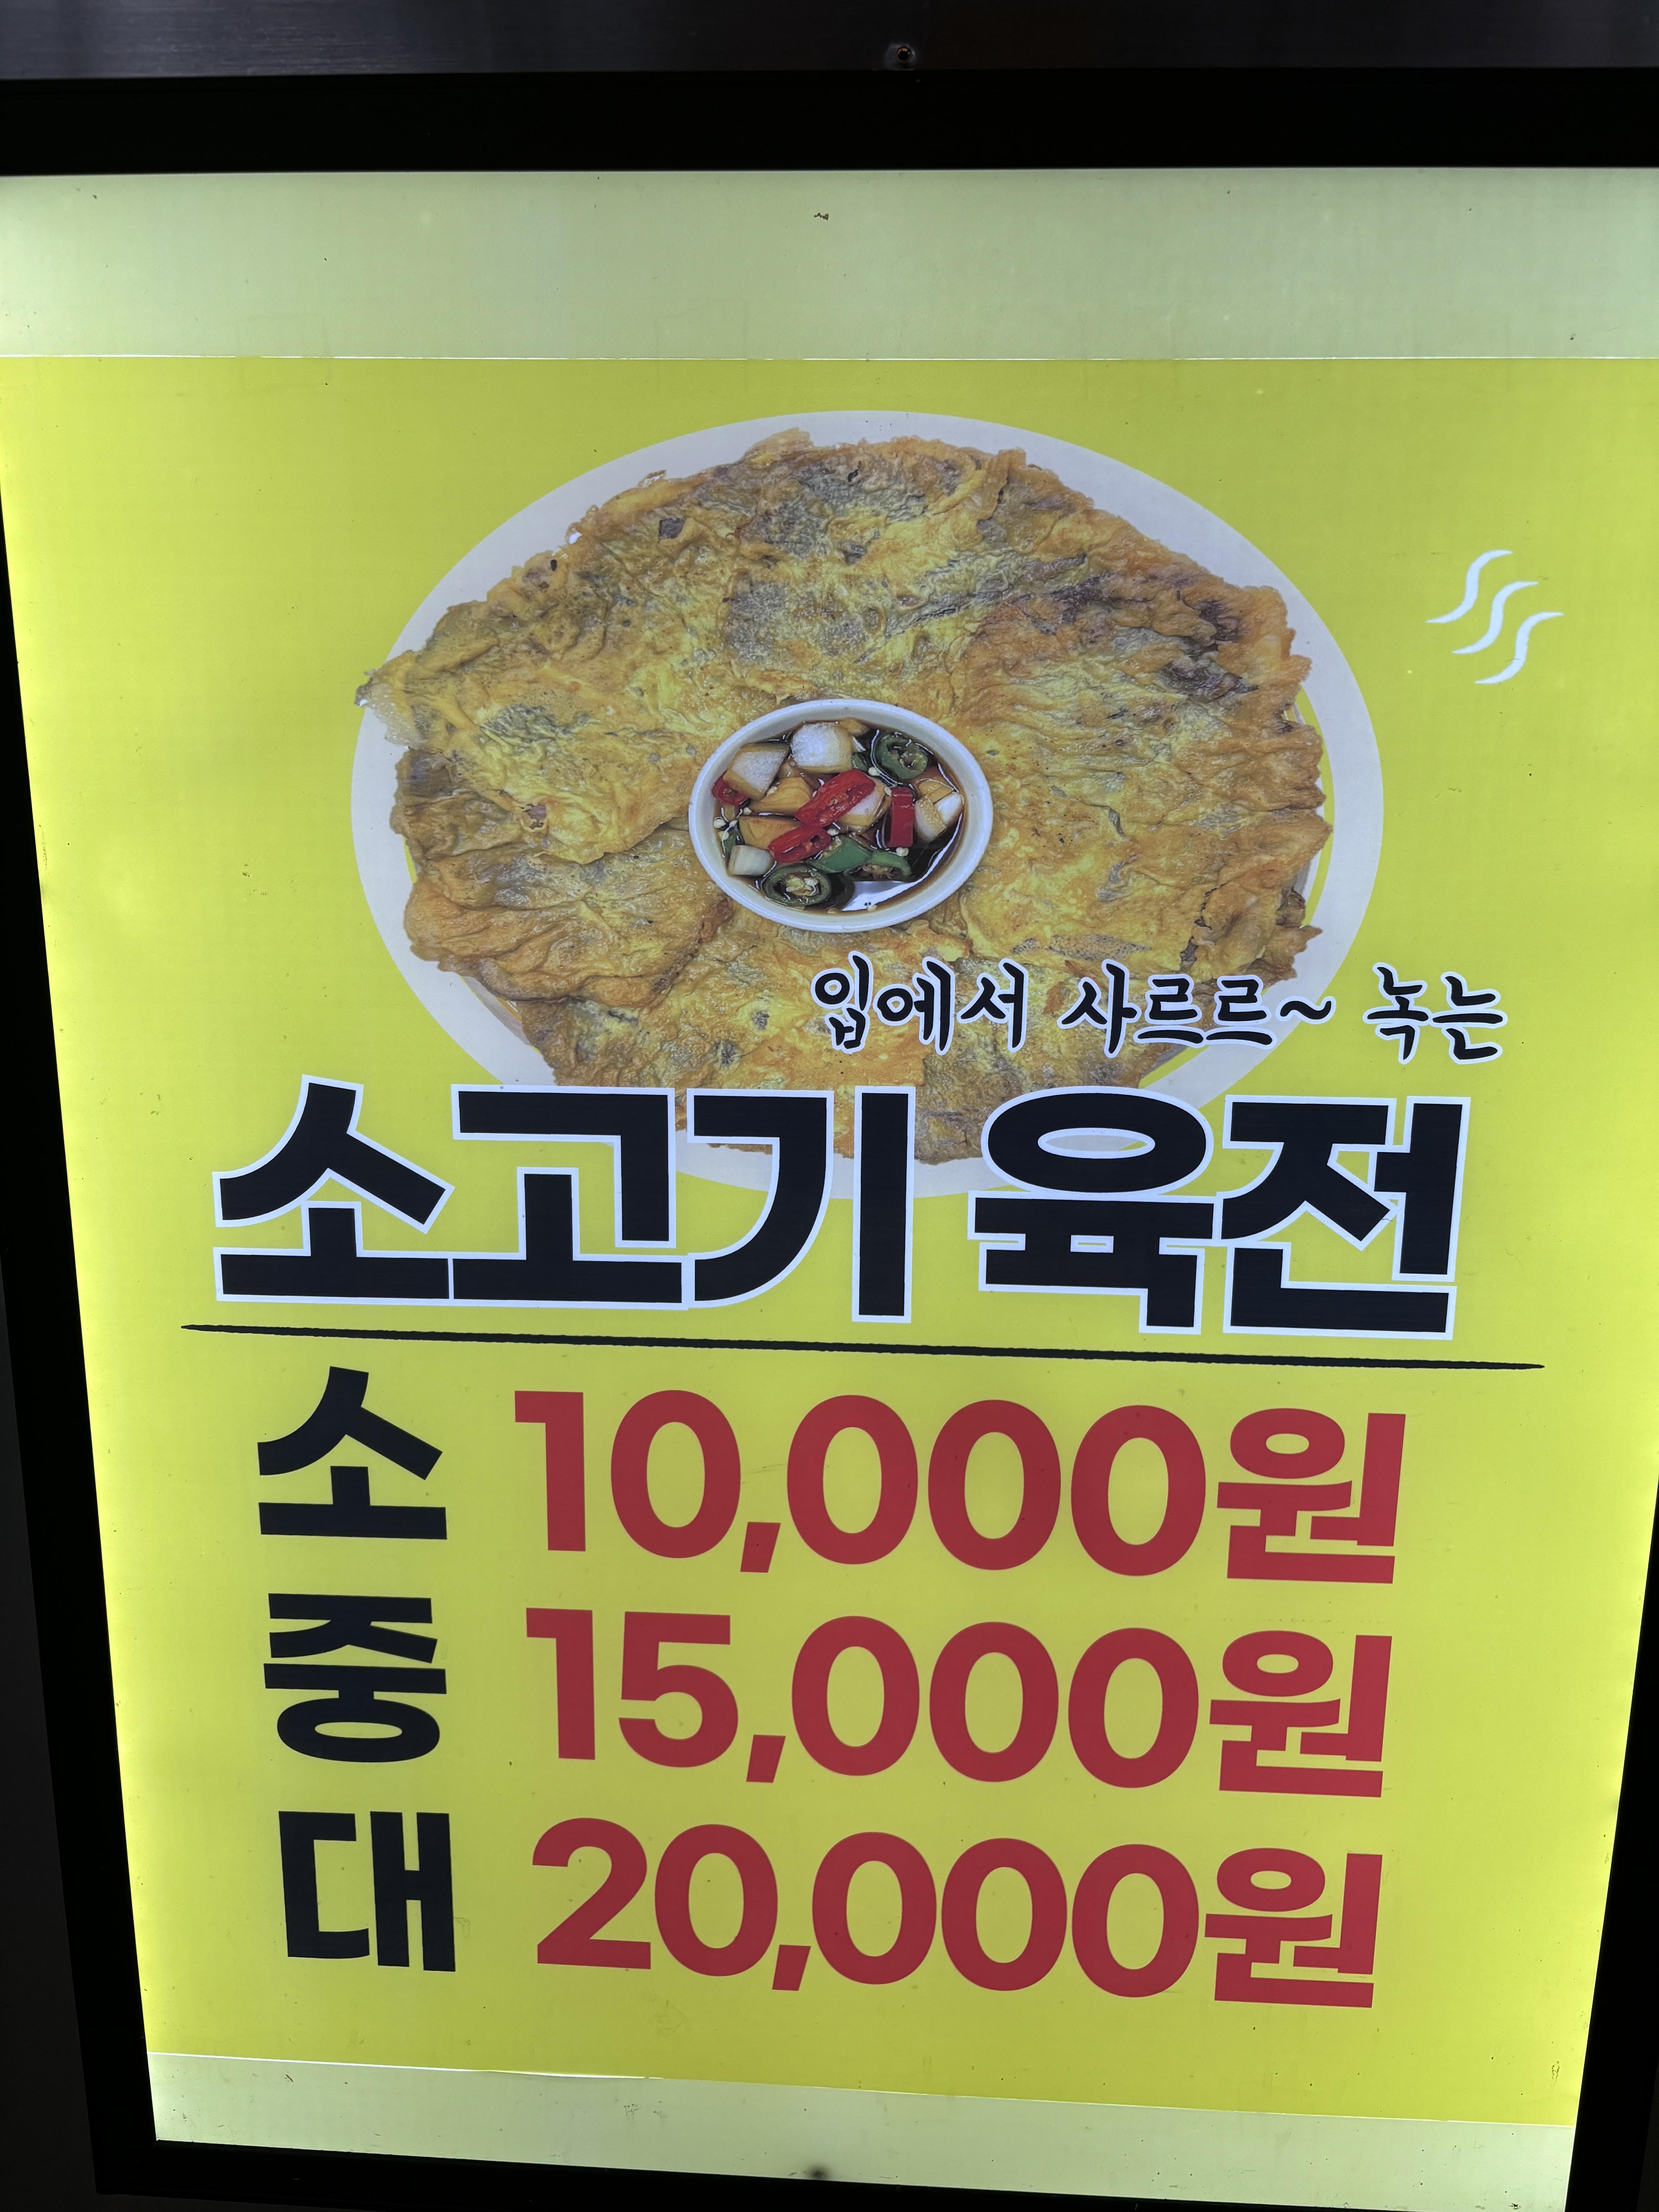 입에서 사르르~ 녹는
소고기 육전
소 10,000원
중 15,000원
대 20,000원